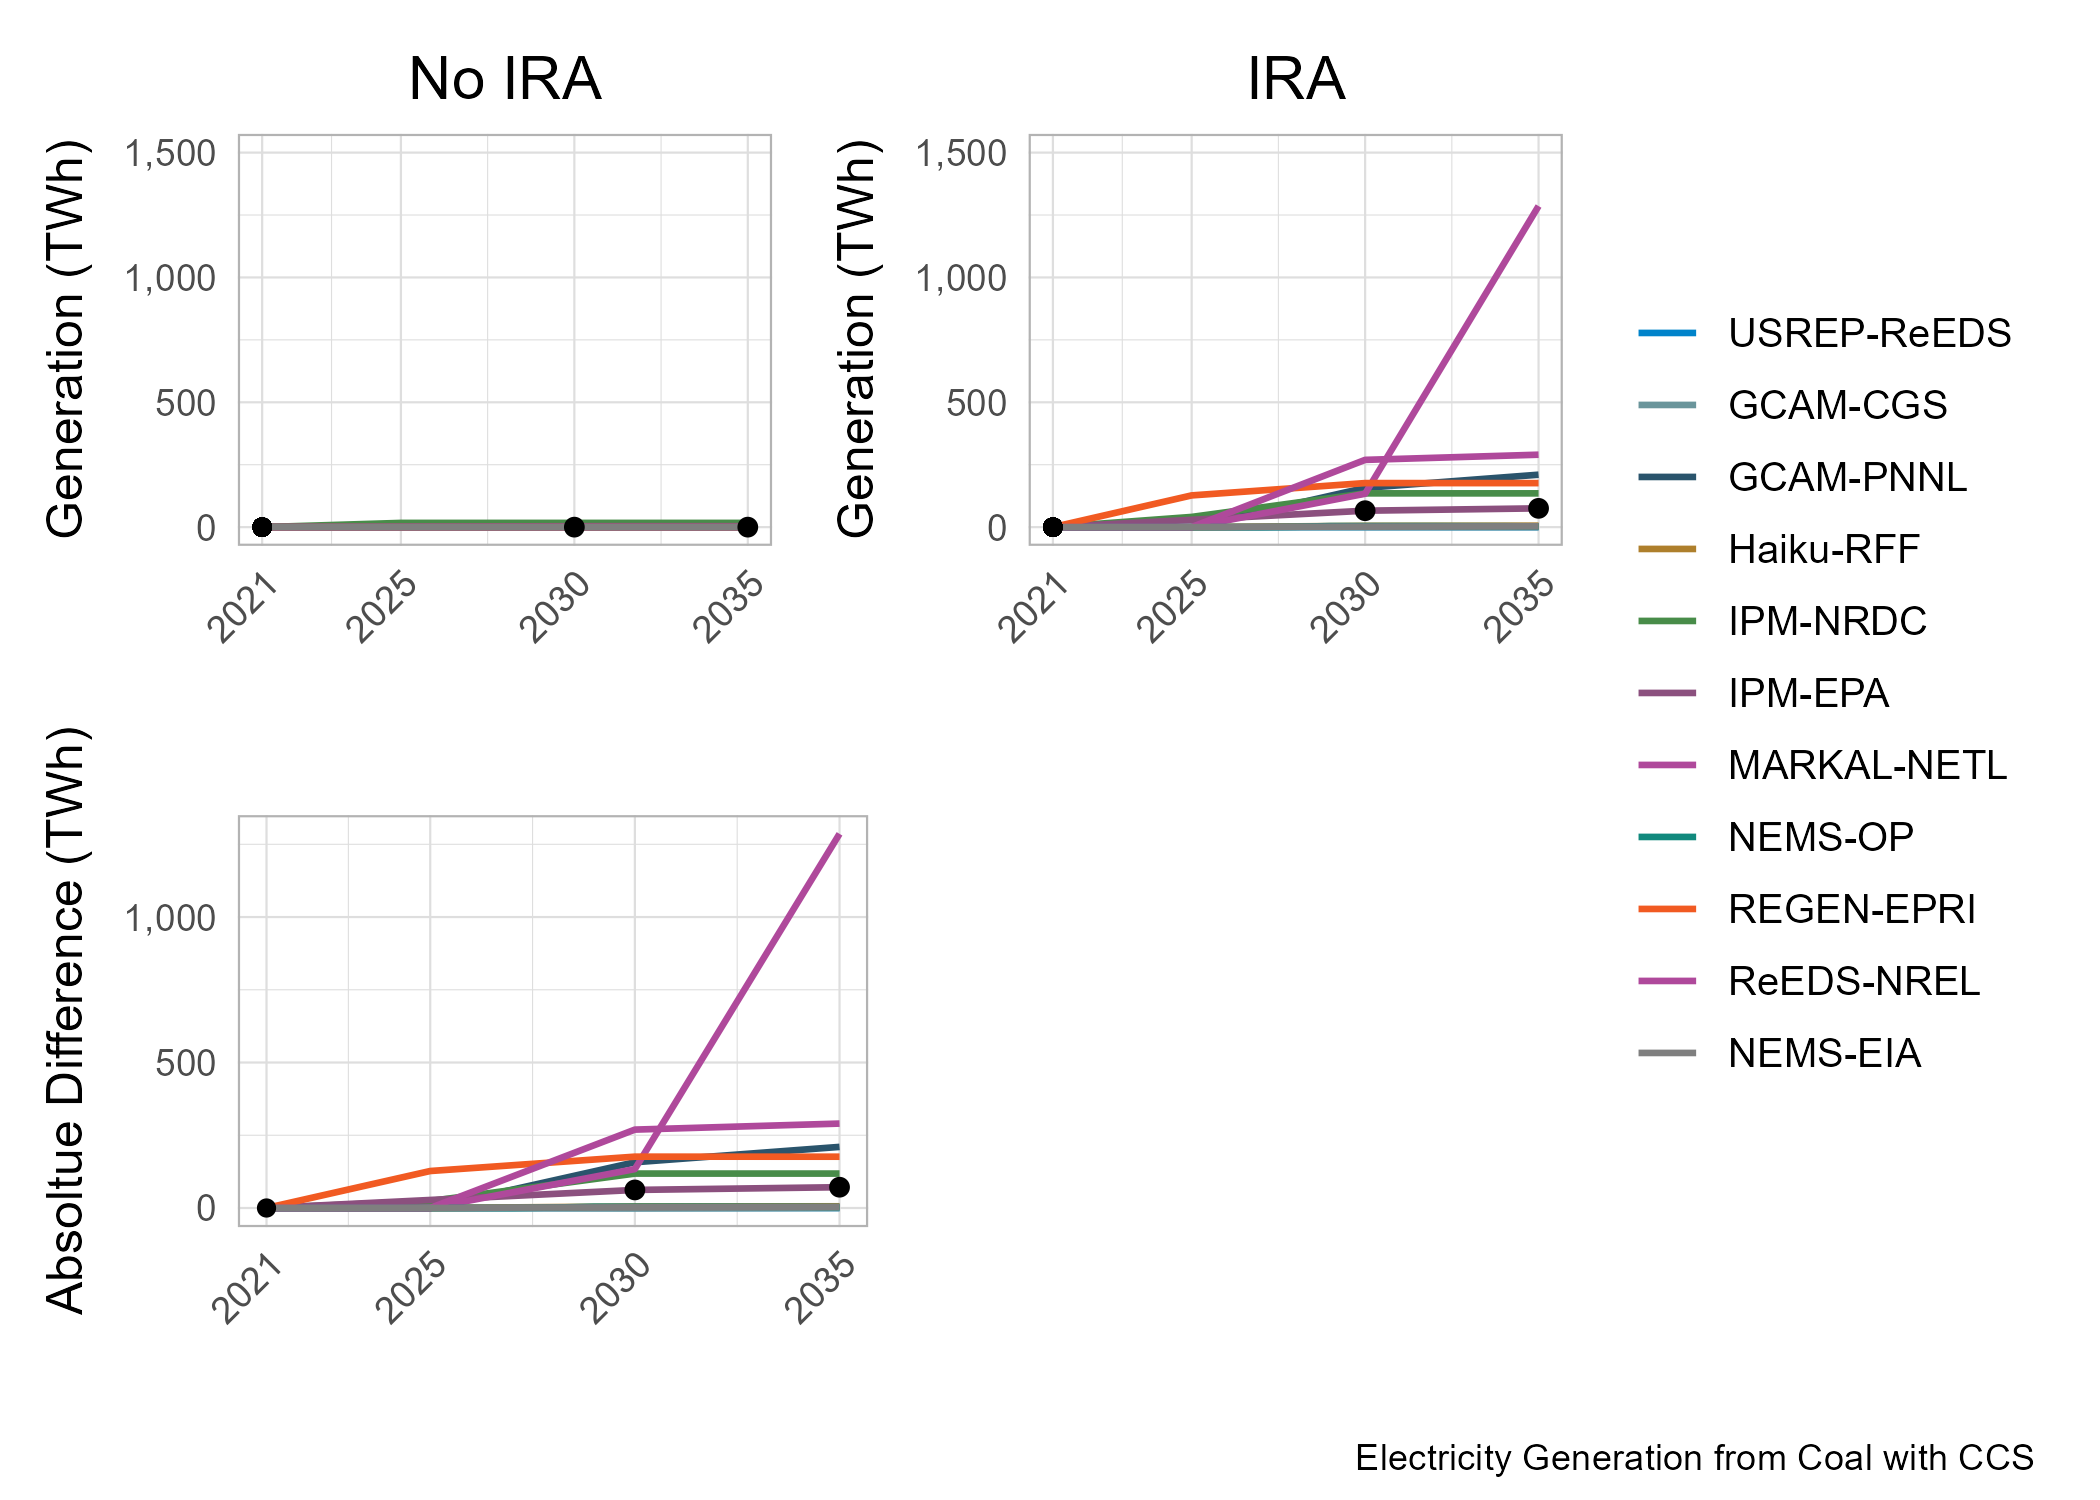 No IRA
IRA
Generation (TWh)
1,500
1,000
500
0
2021
2025
2030
2035
Generation (TWh)
1,500
1,000
500
0
2021
2025
2030
2035
USREP-ReEDS
GCAM-CGS
GCAM-PNNL
Haiku-RFF
IPM-NRDC
IPM-EPA
MARKAL-NETL
NEMS-OP
REGEN-EPRI
ReEDS-NREL
NEMS-EIA
Absoltue Difference (TWh)
1,000
500
0
2021
2025
2030
2035
Electricity Generation from Coal with CCS